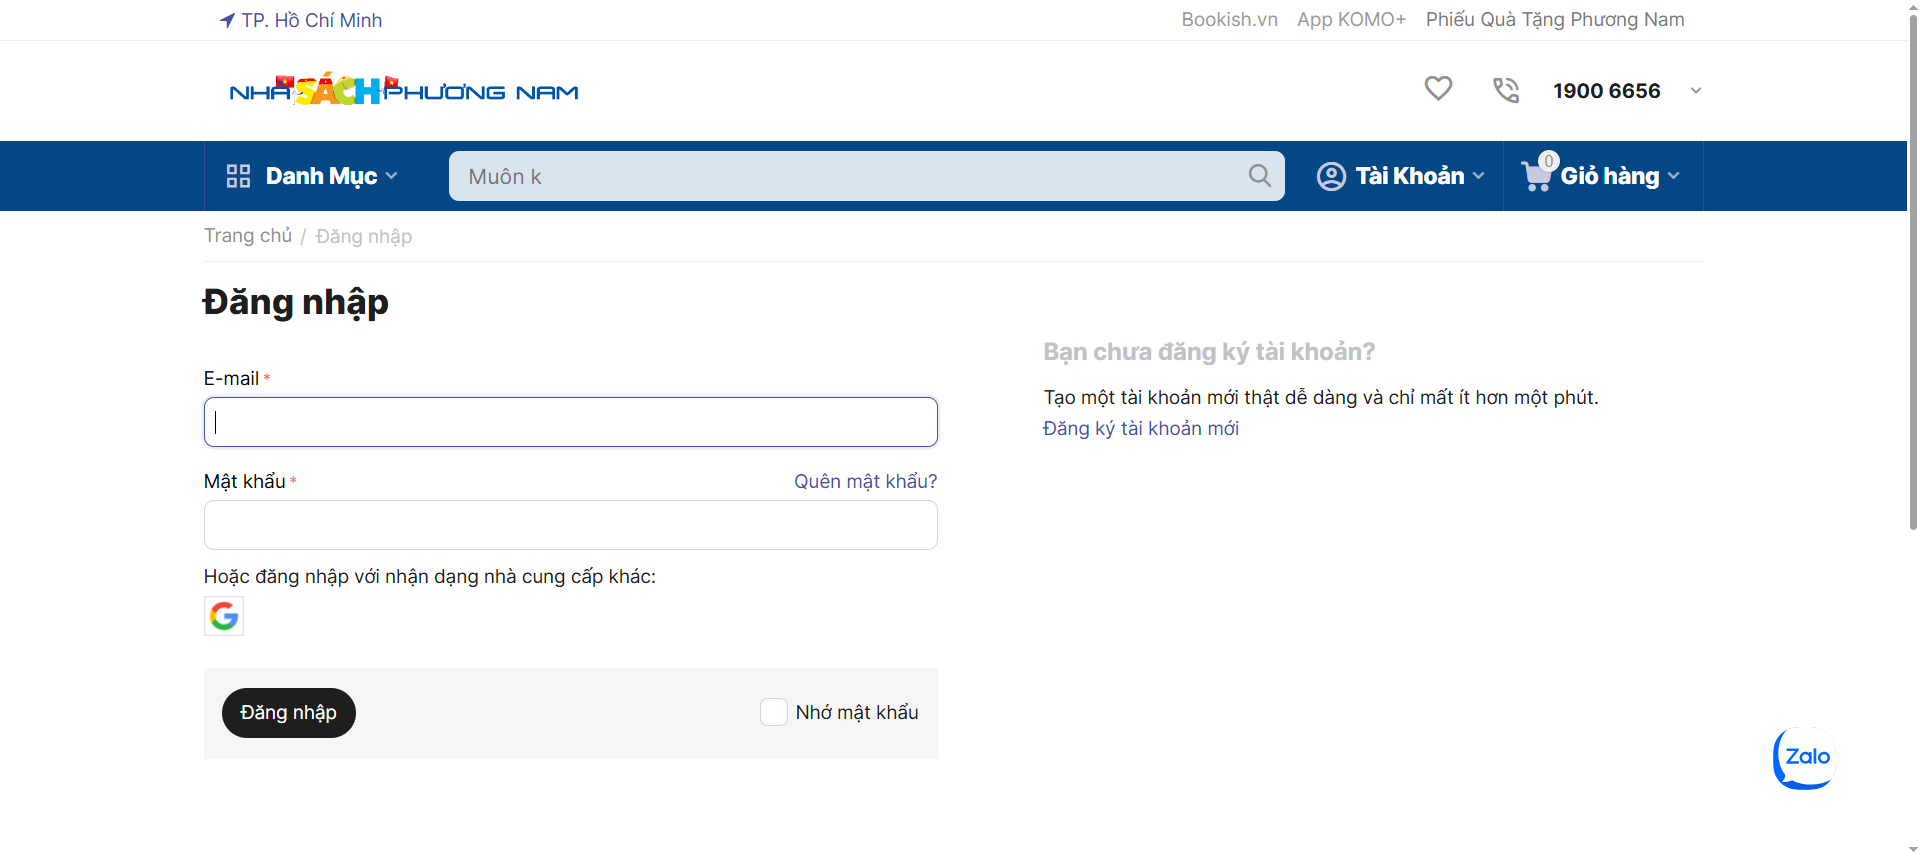 TP. Hồ Chí Minh
Bookish.vn App KOMO+ Phiếu Quà Tặng Phương Nam
NHÀ SÁCH PHƯƠNG NAM
1900 6656
Danh Mục
Muôn k
Tài Khoản
0
Giỏ hàng
Trang chủ / Đăng nhập
Đăng nhập
E-mail *
Mật khẩu *
Quên mật khẩu?
Hoặc đăng nhập với nhận dạng nhà cung cấp khác:
Đăng nhập
Nhớ mật khẩu
Bạn chưa đăng ký tài khoản?
Tạo một tài khoản mới thật dễ dàng và chỉ mất ít hơn một phút.
Đăng ký tài khoản mới
Zalo